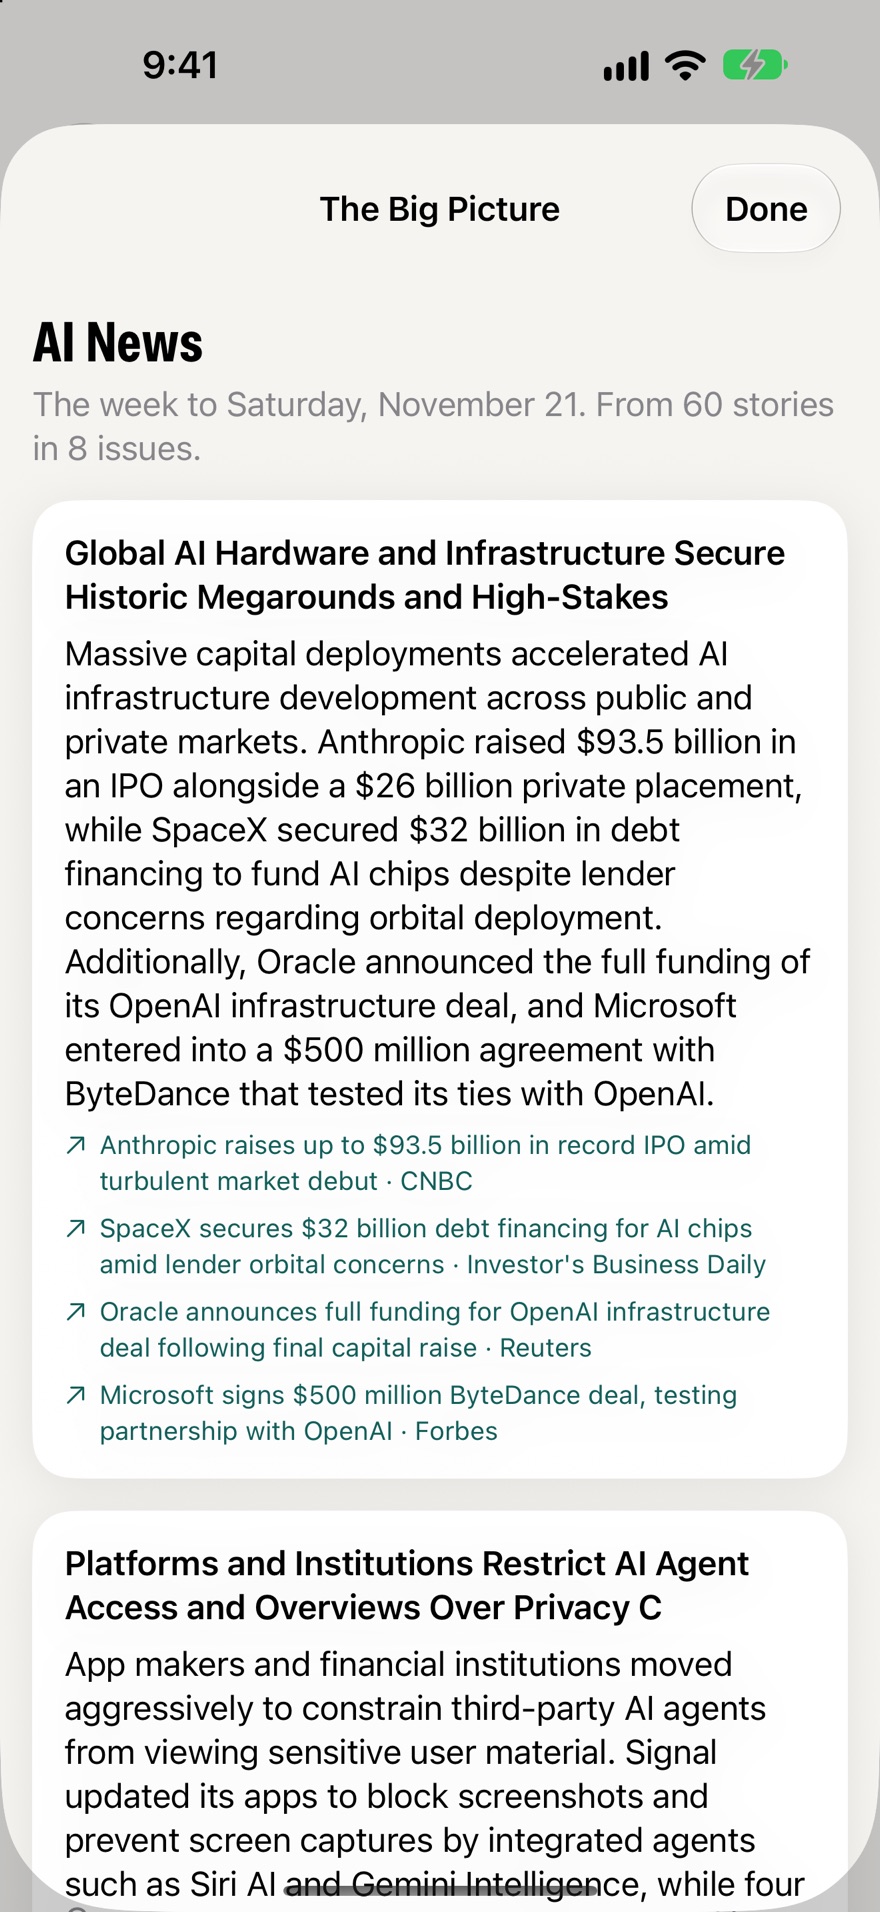 9:41
The Big Picture
Done
AI News
The week to Saturday, November 21. From 60 stories
in 8 issues.
Global AI Hardware and Infrastructure Secure
Historic Megarounds and High-Stakes
Massive capital deployments accelerated AI
infrastructure development across public and
private markets. Anthropic raised $93.5 billion in
an IPO alongside a $26 billion private placement,
while SpaceX secured $32 billion in debt
financing to fund AI chips despite lender
concerns regarding orbital deployment.
Additionally, Oracle announced the full funding of
its OpenAI infrastructure deal, and Microsoft
entered into a $500 million agreement with
ByteDance that tested its ties with OpenAI.
Anthropic raises up to $93.5 billion in record IPO amid
turbulent market debut · CNBC
SpaceX secures $32 billion debt financing for AI chips
amid lender orbital concerns · Investor's Business Daily
Oracle announces full funding for OpenAI infrastructure
deal following final capital raise · Reuters
Microsoft signs $500 million ByteDance deal, testing
partnership with OpenAI · Forbes
Platforms and Institutions Restrict AI Agent
Access and Overviews Over Privacy C
App makers and financial institutions moved
aggressively to constrain third-party AI agents
from viewing sensitive user material. Signal
updated its apps to block screenshots and
prevent screen captures by integrated agents
such as Siri AI and Gemini Intelligence, while four